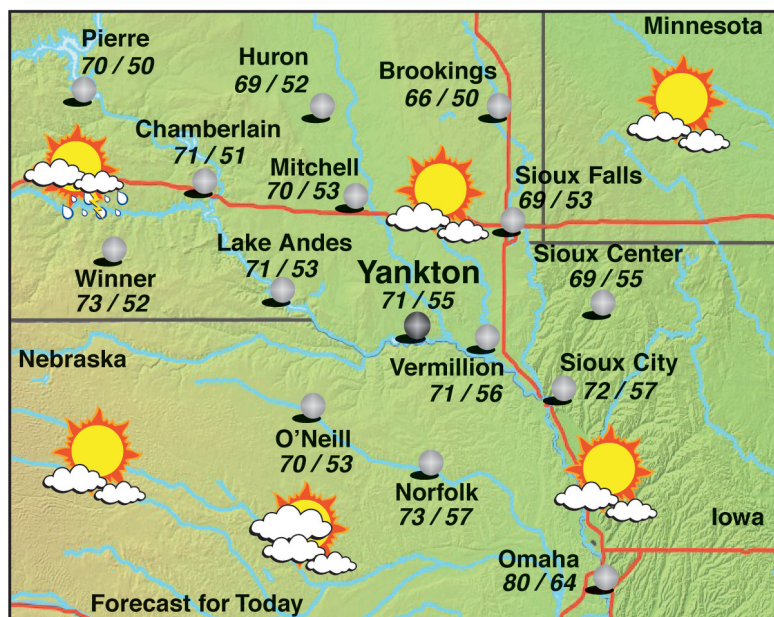 Minnesota
Pierre
70 / 50
Huron
69 / 52
Brookings
66 / 50
Chamberlain
71 / 51
Mitchell
70 / 53
Sioux Falls
69 / 53
Winner
73 / 52
Lake Andes
71 / 53
Yankton
71 / 55
Sioux Center
69 / 55
Nebraska
Vermillion
71 / 56
Sioux City
72 / 57
O'Neill
70 / 53
Norfolk
73 / 57
Iowa
Omaha
80 / 64
Forecast for Today